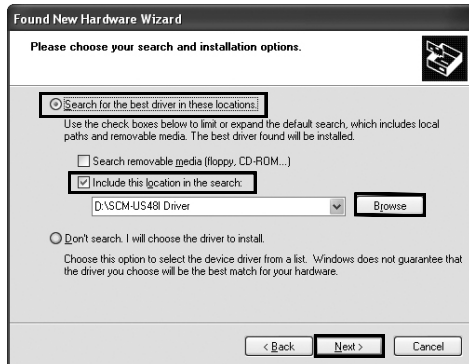 Found New Hardware Wizard
Please choose your search and installation options.
Search for the best driver in these locations.
Use the check boxes below to limit or expand the default search, which includes local
paths and removable media. The best driver found will be installed.
Search removable media (floppy, CD-ROM...)
Include this location in the search:
D:\SCM-US48I Driver
Browse
Don't search. I will choose the driver to install.
Choose this option to select the device driver from a list. Windows does not guarantee that
the driver you choose will be the best match for your hardware.
< Back
Next >
Cancel